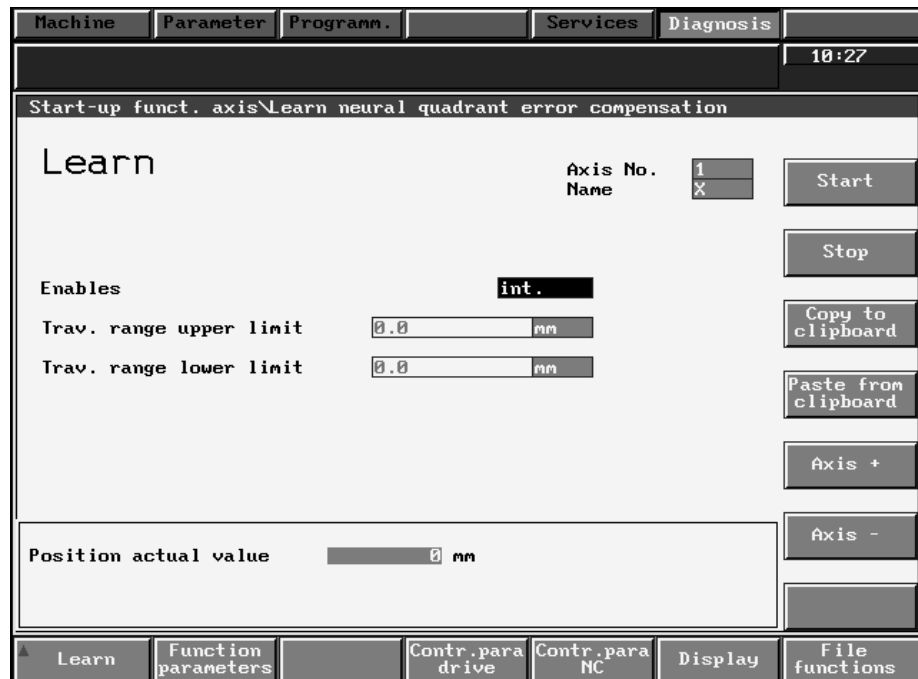 Machine Parameter Programm. Services Diagnosis
10:27
Start-up funct. axis\Learn neural quadrant error compensation
Learn
Axis No. 1
Name X
Start
Stop
Enables int.
Copy to
clipboard
Trav. range upper limit 0.0 mm
Trav. range lower limit 0.0 mm
Paste from
clipboard
Axis +
Axis -
Position actual value 0 mm
Learn
Function
parameters
Contr.para
drive
Contr.para
NC
Display
File
functions